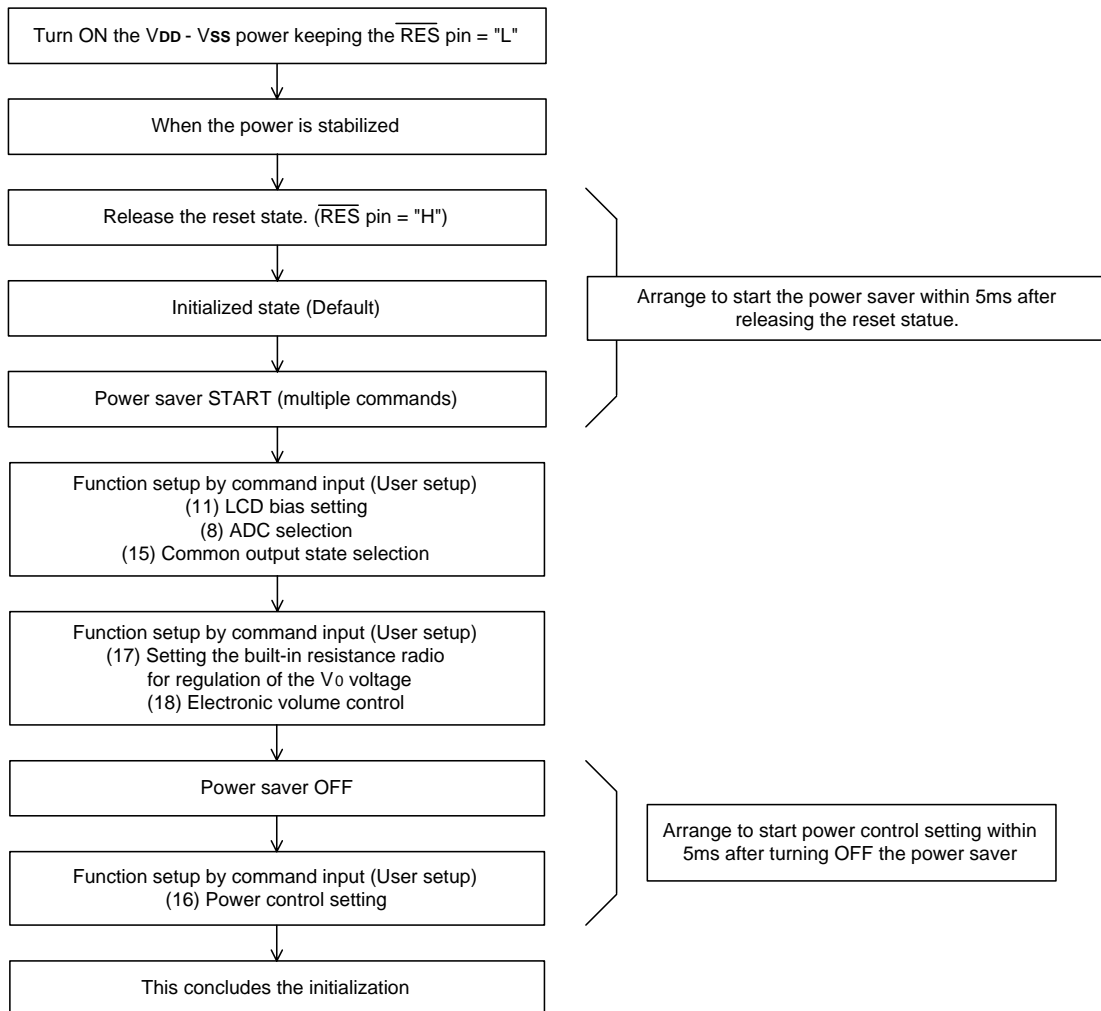 Turn ON the VDD - VSS power keeping the RES pin = "L"
When the power is stabilized
Release the reset state. (RES pin = "H")
Initialized state (Default)
Arrange to start the power saver within 5ms after
releasing the reset statue.
Power saver START (multiple commands)
Function setup by command input (User setup)
(11) LCD bias setting
(8) ADC selection
(15) Common output state selection
Function setup by command input (User setup)
(17) Setting the built-in resistance radio
for regulation of the V0 voltage
(18) Electronic volume control
Power saver OFF
Arrange to start power control setting within
5ms after turning OFF the power saver
Function setup by command input (User setup)
(16) Power control setting
This concludes the initialization